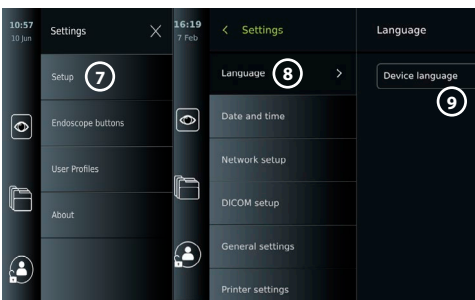 10:57
10 Jun
Settings
Setup
7
Endoscope buttons
User Profiles
About
16:19
7 Feb
Settings
Language
8
Date and time
Network setup
DICOM setup
General settings
Printer settings
Language
Device language
9